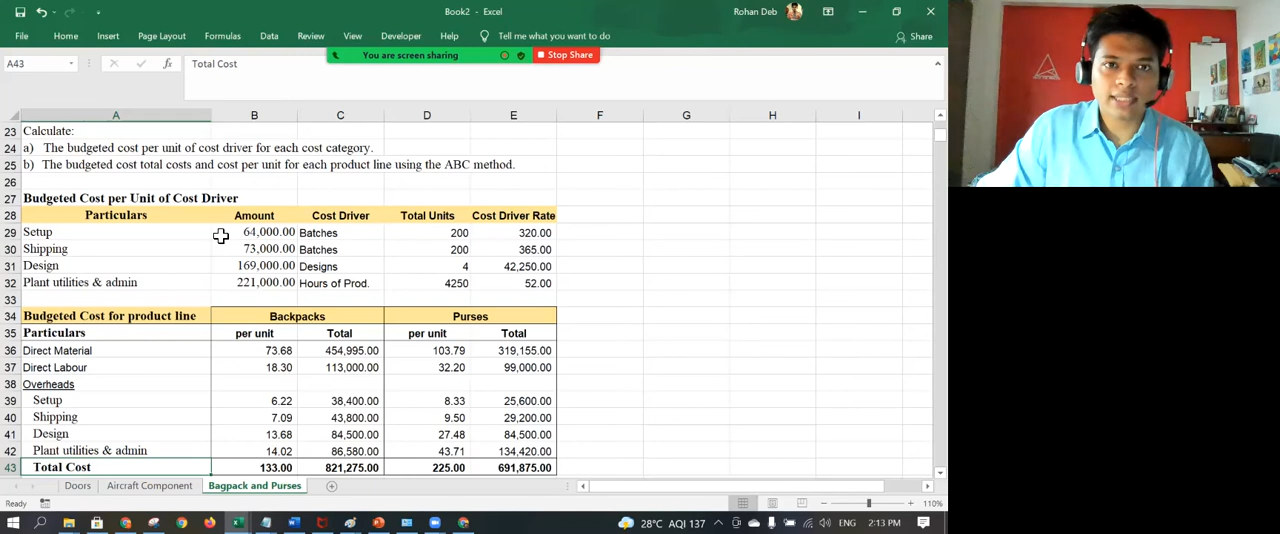 Book2 - Excel
Rohan Deb
File Home Insert Page Layout Formulas Data Review View Developer Help Tell me what you want to do Share
You are screen sharing Stop Share
A43 fx Total Cost
A B C D E F G H I
23 Calculate:
24 a) The budgeted cost per unit of cost driver for each cost category.
25 b) The budgeted cost total costs and cost per unit for each product line using the ABC method.
26
27 Budgeted Cost per Unit of Cost Driver
28 Particulars Amount Cost Driver Total Units Cost Driver Rate
29 Setup 64,000.00 Batches 200 320.00
30 Shipping 73,000.00 Batches 200 365.00
31 Design 169,000.00 Designs 4 42,250.00
32 Plant utilities & admin 221,000.00 Hours of Prod. 4250 52.00
33
34 Budgeted Cost for product line Backpacks Purses
35 Particulars per unit Total per unit Total
36 Direct Material 73.68 454,995.00 103.79 319,155.00
37 Direct Labour 18.30 113,000.00 32.20 99,000.00
38 Overheads
39 Setup 6.22 38,400.00 8.33 25,600.00
40 Shipping 7.09 43,800.00 9.50 29,200.00
41 Design 13.68 84,500.00 27.48 84,500.00
42 Plant utilities & admin 14.02 86,580.00 43.71 134,420.00
43 Total Cost 133.00 821,275.00 225.00 691,875.00
Doors Aircraft Component Bagpack and Purses
Ready 110%
28°C AQI 137 ENG 2:13 PM